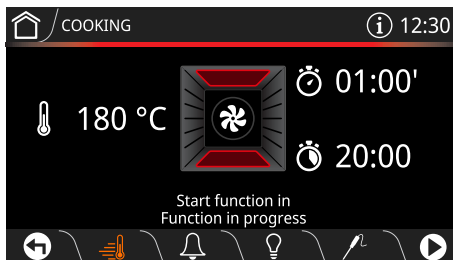 COOKING
i 12:30
01:00'
180 °C
20:00
Start function in
Function in progress